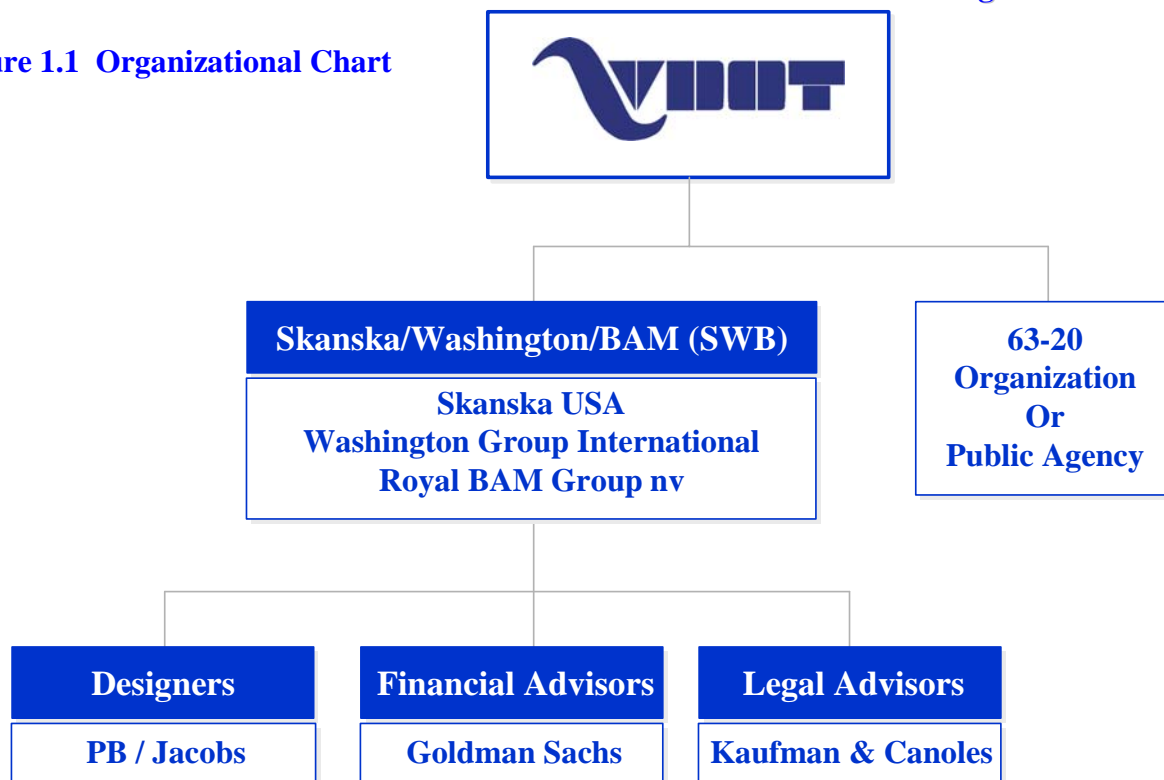 ure 1.1 Organizational Chart
VDOT
Skanska/Washington/BAM (SWB)
Skanska USA
Washington Group International
Royal BAM Group nv
63-20
Organization
Or
Public Agency
Designers
PB / Jacobs
Financial Advisors
Goldman Sachs
Legal Advisors
Kaufman & Canoles